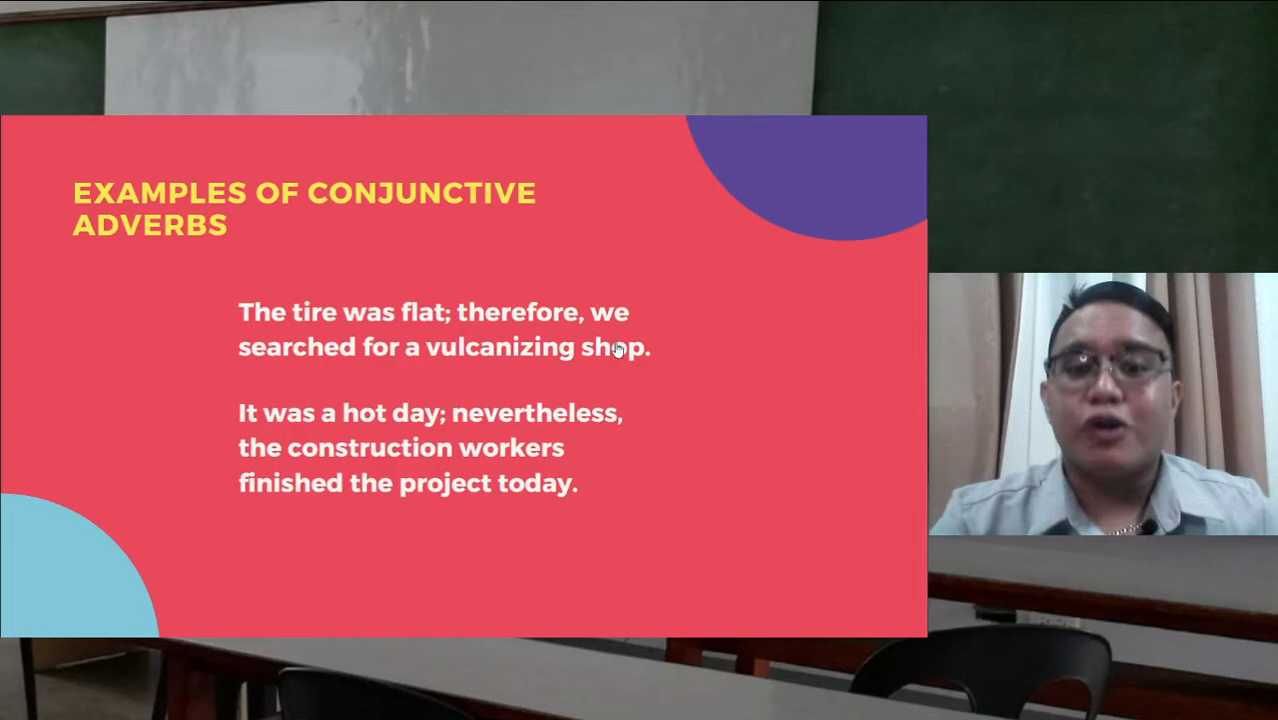 EXAMPLES OF CONJUNCTIVE
ADVERBS
The tire was flat; therefore, we
searched for a vulcanizing shop.
It was a hot day; nevertheless,
the construction workers
finished the project today.